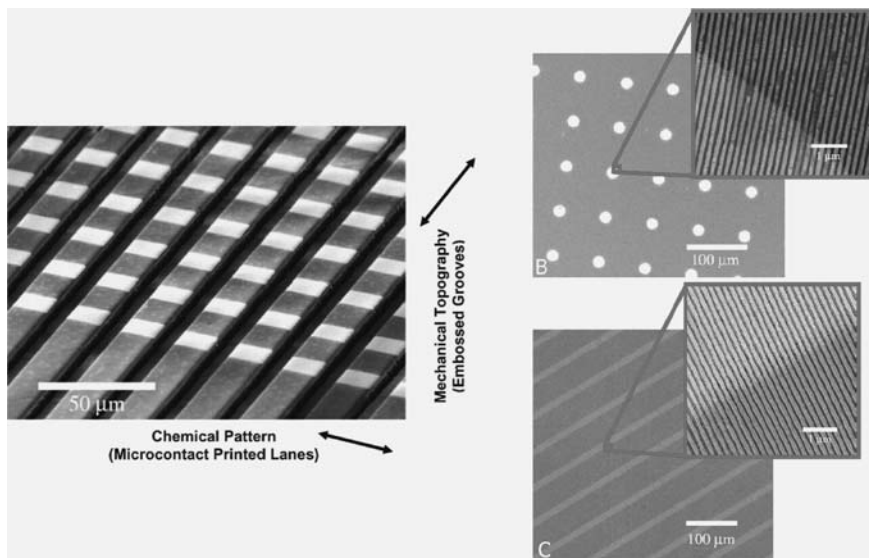 50 µm
Chemical Pattern
(Microcontact Printed Lanes)
Mechanical Topography
(Embossed Grooves)
1 µm
B
100 µm
1 µm
C
100 µm